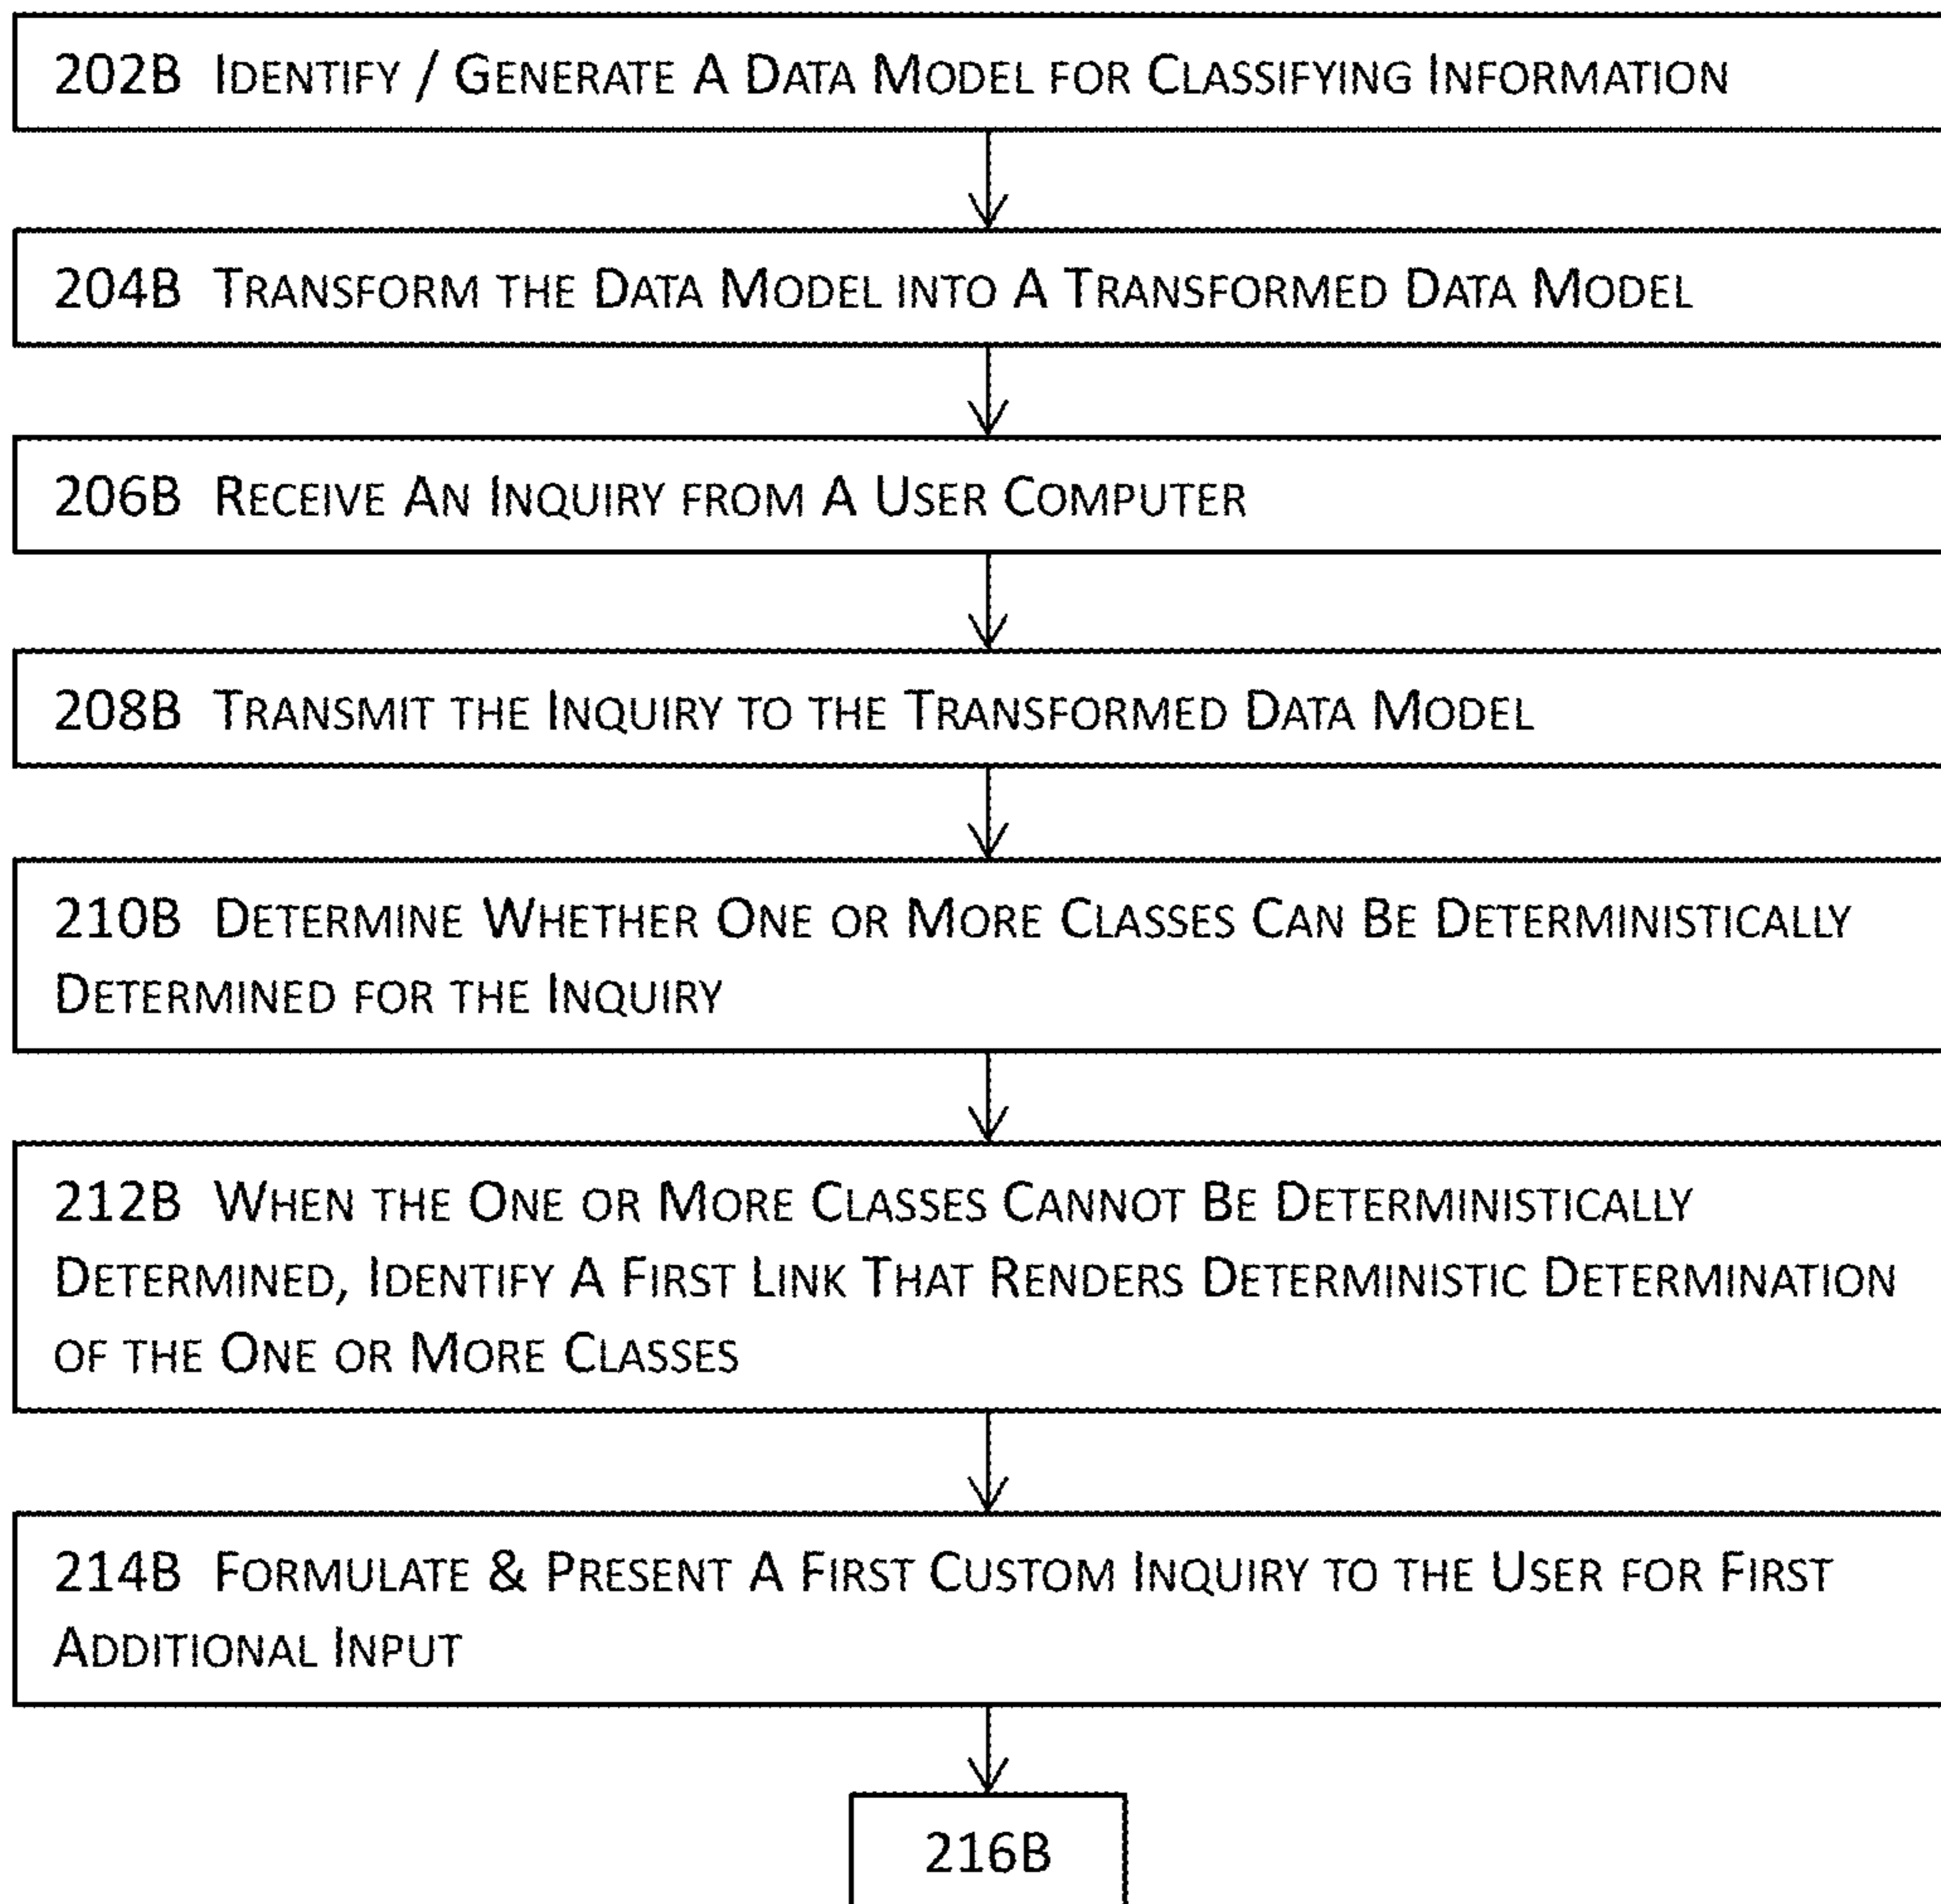 202B Identify / Generate A Data Model for Classifying Information
204B Transform the Data Model into A Transformed Data Model
206B Receive An Inquiry from A User Computer
208B Transmit the Inquiry to the Transformed Data Model
210B Determine Whether One or More Classes Can Be Deterministically
Determined for the Inquiry
212B When the One or More Classes Cannot Be Deterministically
Determined, Identify A First Link That Renders Deterministic Determination
of the One or More Classes
214B Formulate & Present A First Custom Inquiry to the User for First
Additional Input
216B